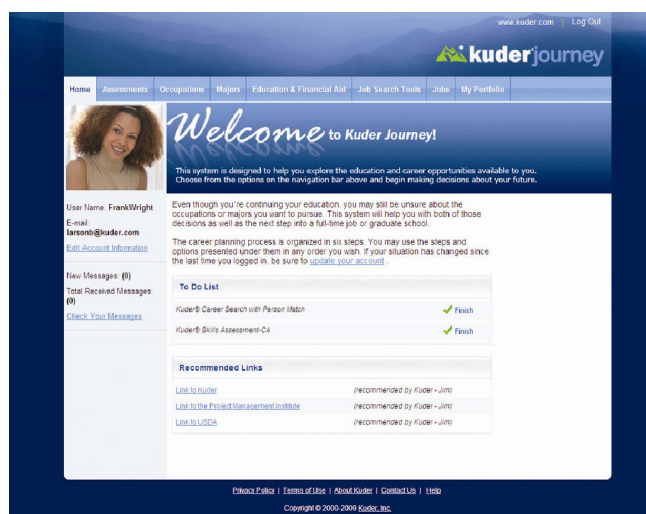 www.kuder.com | Log Out
kuderjourney
Home Assessments Occupations Majors Education & Financial Aid Job Search Tools Jobs My Portfolio
Welcome to Kuder Journey!
This system is designed to help you explore the education and career opportunities available to you.
Choose from the options on the navigation bar above and begin making decisions about your future.
User Name: FrankWright
E-mail:
larsonb@kuder.com
Edit Account Information
New Messages: (0)
Total Received Messages:
(0)
Check Your Messages
Even though you're continuing your education, you may still be unsure about the
occupations or majors you want to pursue. This system will help you with both of those
decisions as well as the next step into a full-time job or graduate school.
The career planning process is organized in six steps. You may use the steps and
options presented under them in any order you wish. If your situation has changed since
the last time you logged in, be sure to update your account .
To Do List
Kuder® Career Search with Person Match Finish
Kuder® Skills Assessment-CA Finish
Recommended Links
Link to Kuder (recommended by Kuder - Jim)
Link to the Project Management Institute (recommended by Kuder - Jim)
Link to USDA (recommended by Kuder - Jim)
Privacy Policy | Terms of Use | About Kuder | Contact Us | Help
Copyright © 2000-2009 Kuder, Inc.